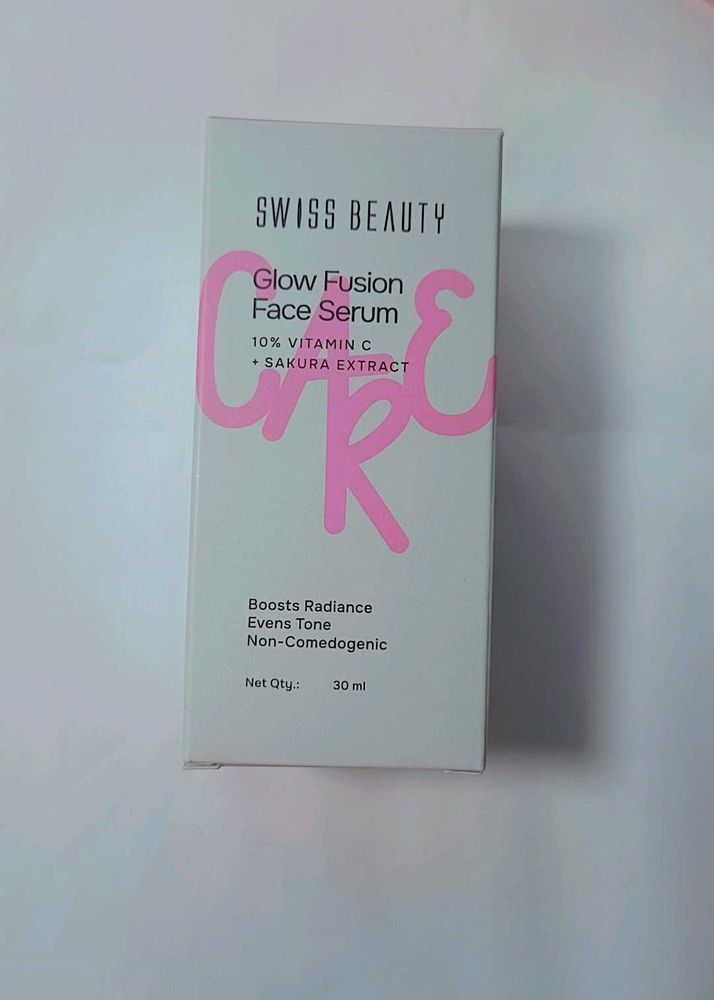 SWISS BEAUTY
CARE
Glow Fusion
Face Serum
10% VITAMIN C
+ SAKURA EXTRACT
Boosts Radiance
Evens Tone
Non-Comedogenic
Net Qty.: 30 ml